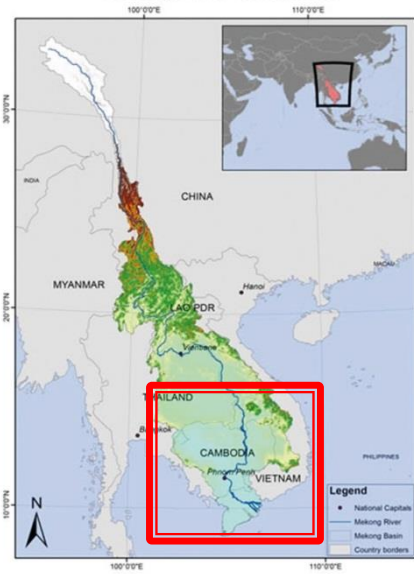 100°0'0"E 110°0'0"E
30°0'0"N
INDIA
CHINA
MACAU
MYANMAR
Hanoi
20°0'0"N
LAO PDR
Vientiane
THAILAND
Bangkok
CAMBODIA
PHILIPPINES
Phnom Penh
VIETNAM
10°0'0"N
N
Legend
National Capitals
Mekong River
Mekong Basin
Country borders
100°0'0"E 110°0'0"E